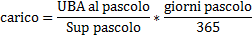 carico = UBA al pascolo / Sup pascolo * giorni pascolo / 365